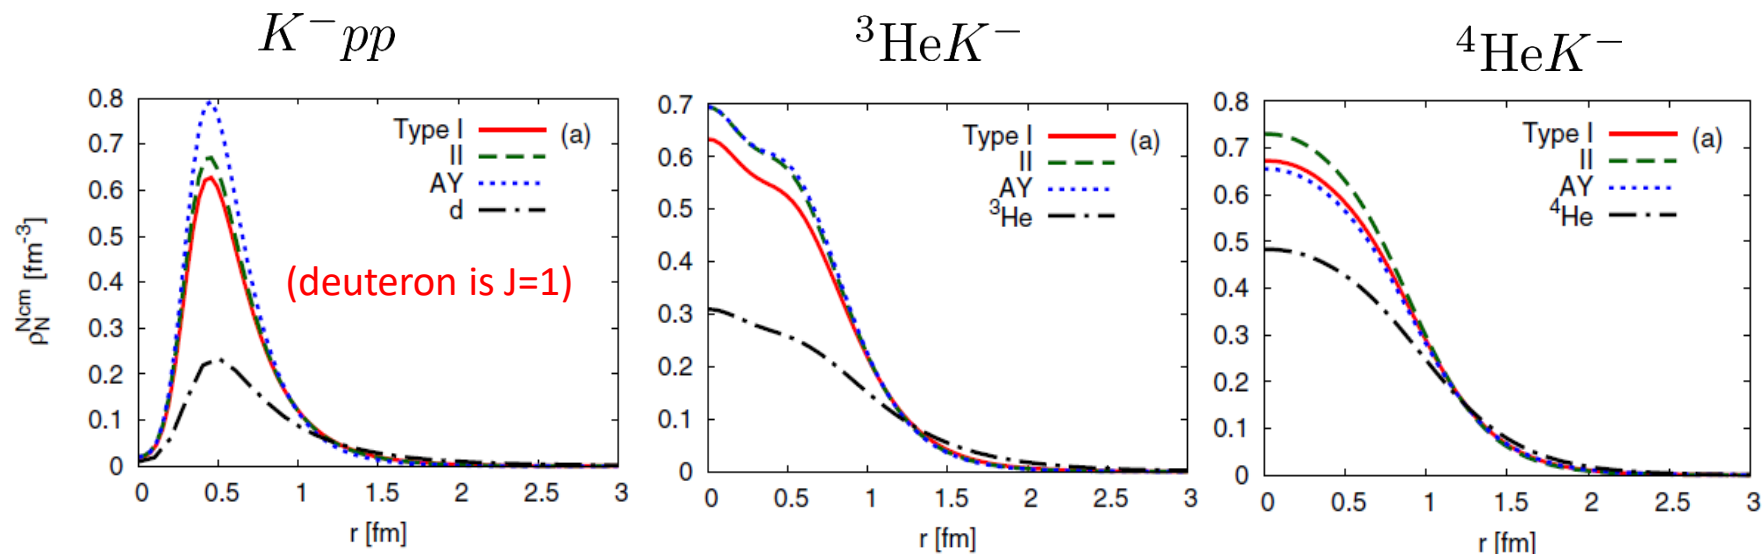 K⁻pp
³HeK⁻
⁴HeK⁻
ρ_N^Ncm [fm⁻³]
0.8
0.7
0.6
0.5
0.4
0.3
0.2
0.1
0
Type I
II
AY
d
(a)
(deuteron is J=1)
0 0.5 1 1.5 2 2.5 3
r [fm]
0.7
0.6
0.5
0.4
0.3
0.2
0.1
0
Type I
II
AY
³He
(a)
0 0.5 1 1.5 2 2.5 3
r [fm]
0.8
0.7
0.6
0.5
0.4
0.3
0.2
0.1
0
Type I
II
AY
⁴He
(a)
0 0.5 1 1.5 2 2.5 3
r [fm]